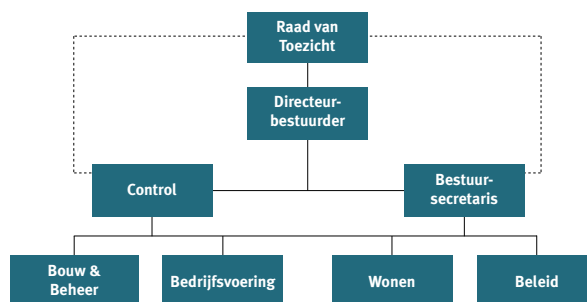 Raad van
Toezicht
Directeur-
bestuurder
Control
Bestuur-
secretaris
Bouw &
Beheer
Bedrijfsvoering
Wonen
Beleid